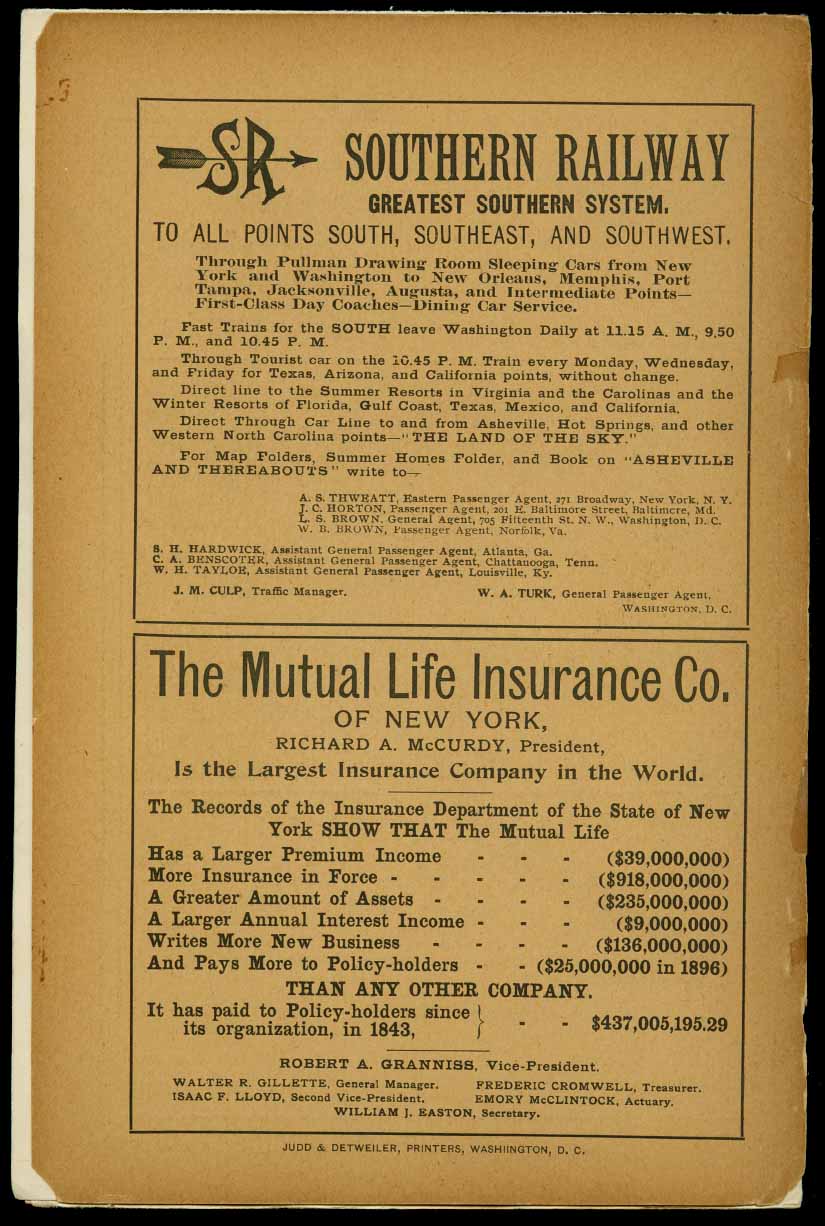 SR SOUTHERN RAILWAY
GREATEST SOUTHERN SYSTEM.
TO ALL POINTS SOUTH, SOUTHEAST, AND SOUTHWEST.
Through Pullman Drawing Room Sleeping Cars from New
York and Washington to New Orleans, Memphis, Port
Tampa, Jacksonville, Augusta, and Intermediate Points—
First-Class Day Coaches—Dining Car Service.
Fast Trains for the SOUTH leave Washington Daily at 11.15 A. M., 9.50
P. M., and 10.45 P. M.
Through Tourist car on the 10.45 P. M. Train every Monday, Wednesday,
and Friday for Texas, Arizona, and California points, without change.
Direct line to the Summer Resorts in Virginia and the Carolinas and the
Winter Resorts of Florida, Gulf Coast, Texas, Mexico, and California.
Direct Through Car Line to and from Asheville, Hot Springs, and other
Western North Carolina points—"THE LAND OF THE SKY."
For Map Folders, Summer Homes Folder, and Book on "ASHEVILLE
AND THEREABOUTS" write to—
A. S. THWEATT, Eastern Passenger Agent, 271 Broadway, New York, N. Y.
J. C. HORTON, Passenger Agent, 201 E. Baltimore Street, Baltimore, Md.
L. S. BROWN, General Agent, 705 Fifteenth St. N. W., Washington, D. C.
W. B. BROWN, Passenger Agent, Norfolk, Va.
S. H. HARDWICK, Assistant General Passenger Agent, Atlanta, Ga.
C. A. BENSCOTER, Assistant General Passenger Agent, Chattanooga, Tenn.
W. H. TAYLOE, Assistant General Passenger Agent, Louisville, Ky.
J. M. CULP, Traffic Manager. W. A. TURK, General Passenger Agent,
WASHINGTON, D. C.
The Mutual Life Insurance Co.
OF NEW YORK,
RICHARD A. McCURDY, President,
Is the Largest Insurance Company in the World.
The Records of the Insurance Department of the State of New
York SHOW THAT The Mutual Life
Has a Larger Premium Income - - - ($39,000,000)
More Insurance in Force - - - - - ($918,000,000)
A Greater Amount of Assets - - - - ($235,000,000)
A Larger Annual Interest Income - - - ($9,000,000)
Writes More New Business - - - - ($136,000,000)
And Pays More to Policy-holders - - ($25,000,000 in 1896)
THAN ANY OTHER COMPANY.
It has paid to Policy-holders since
its organization, in 1843, } - - $437,005,195.29
ROBERT A. GRANNISS, Vice-President.
WALTER R. GILLETTE, General Manager. FREDERIC CROMWELL, Treasurer.
ISAAC F. LLOYD, Second Vice-President. EMORY McCLINTOCK, Actuary.
WILLIAM J. EASTON, Secretary.
JUDD & DETWEILER, PRINTERS, WASHIINGTON, D. C.